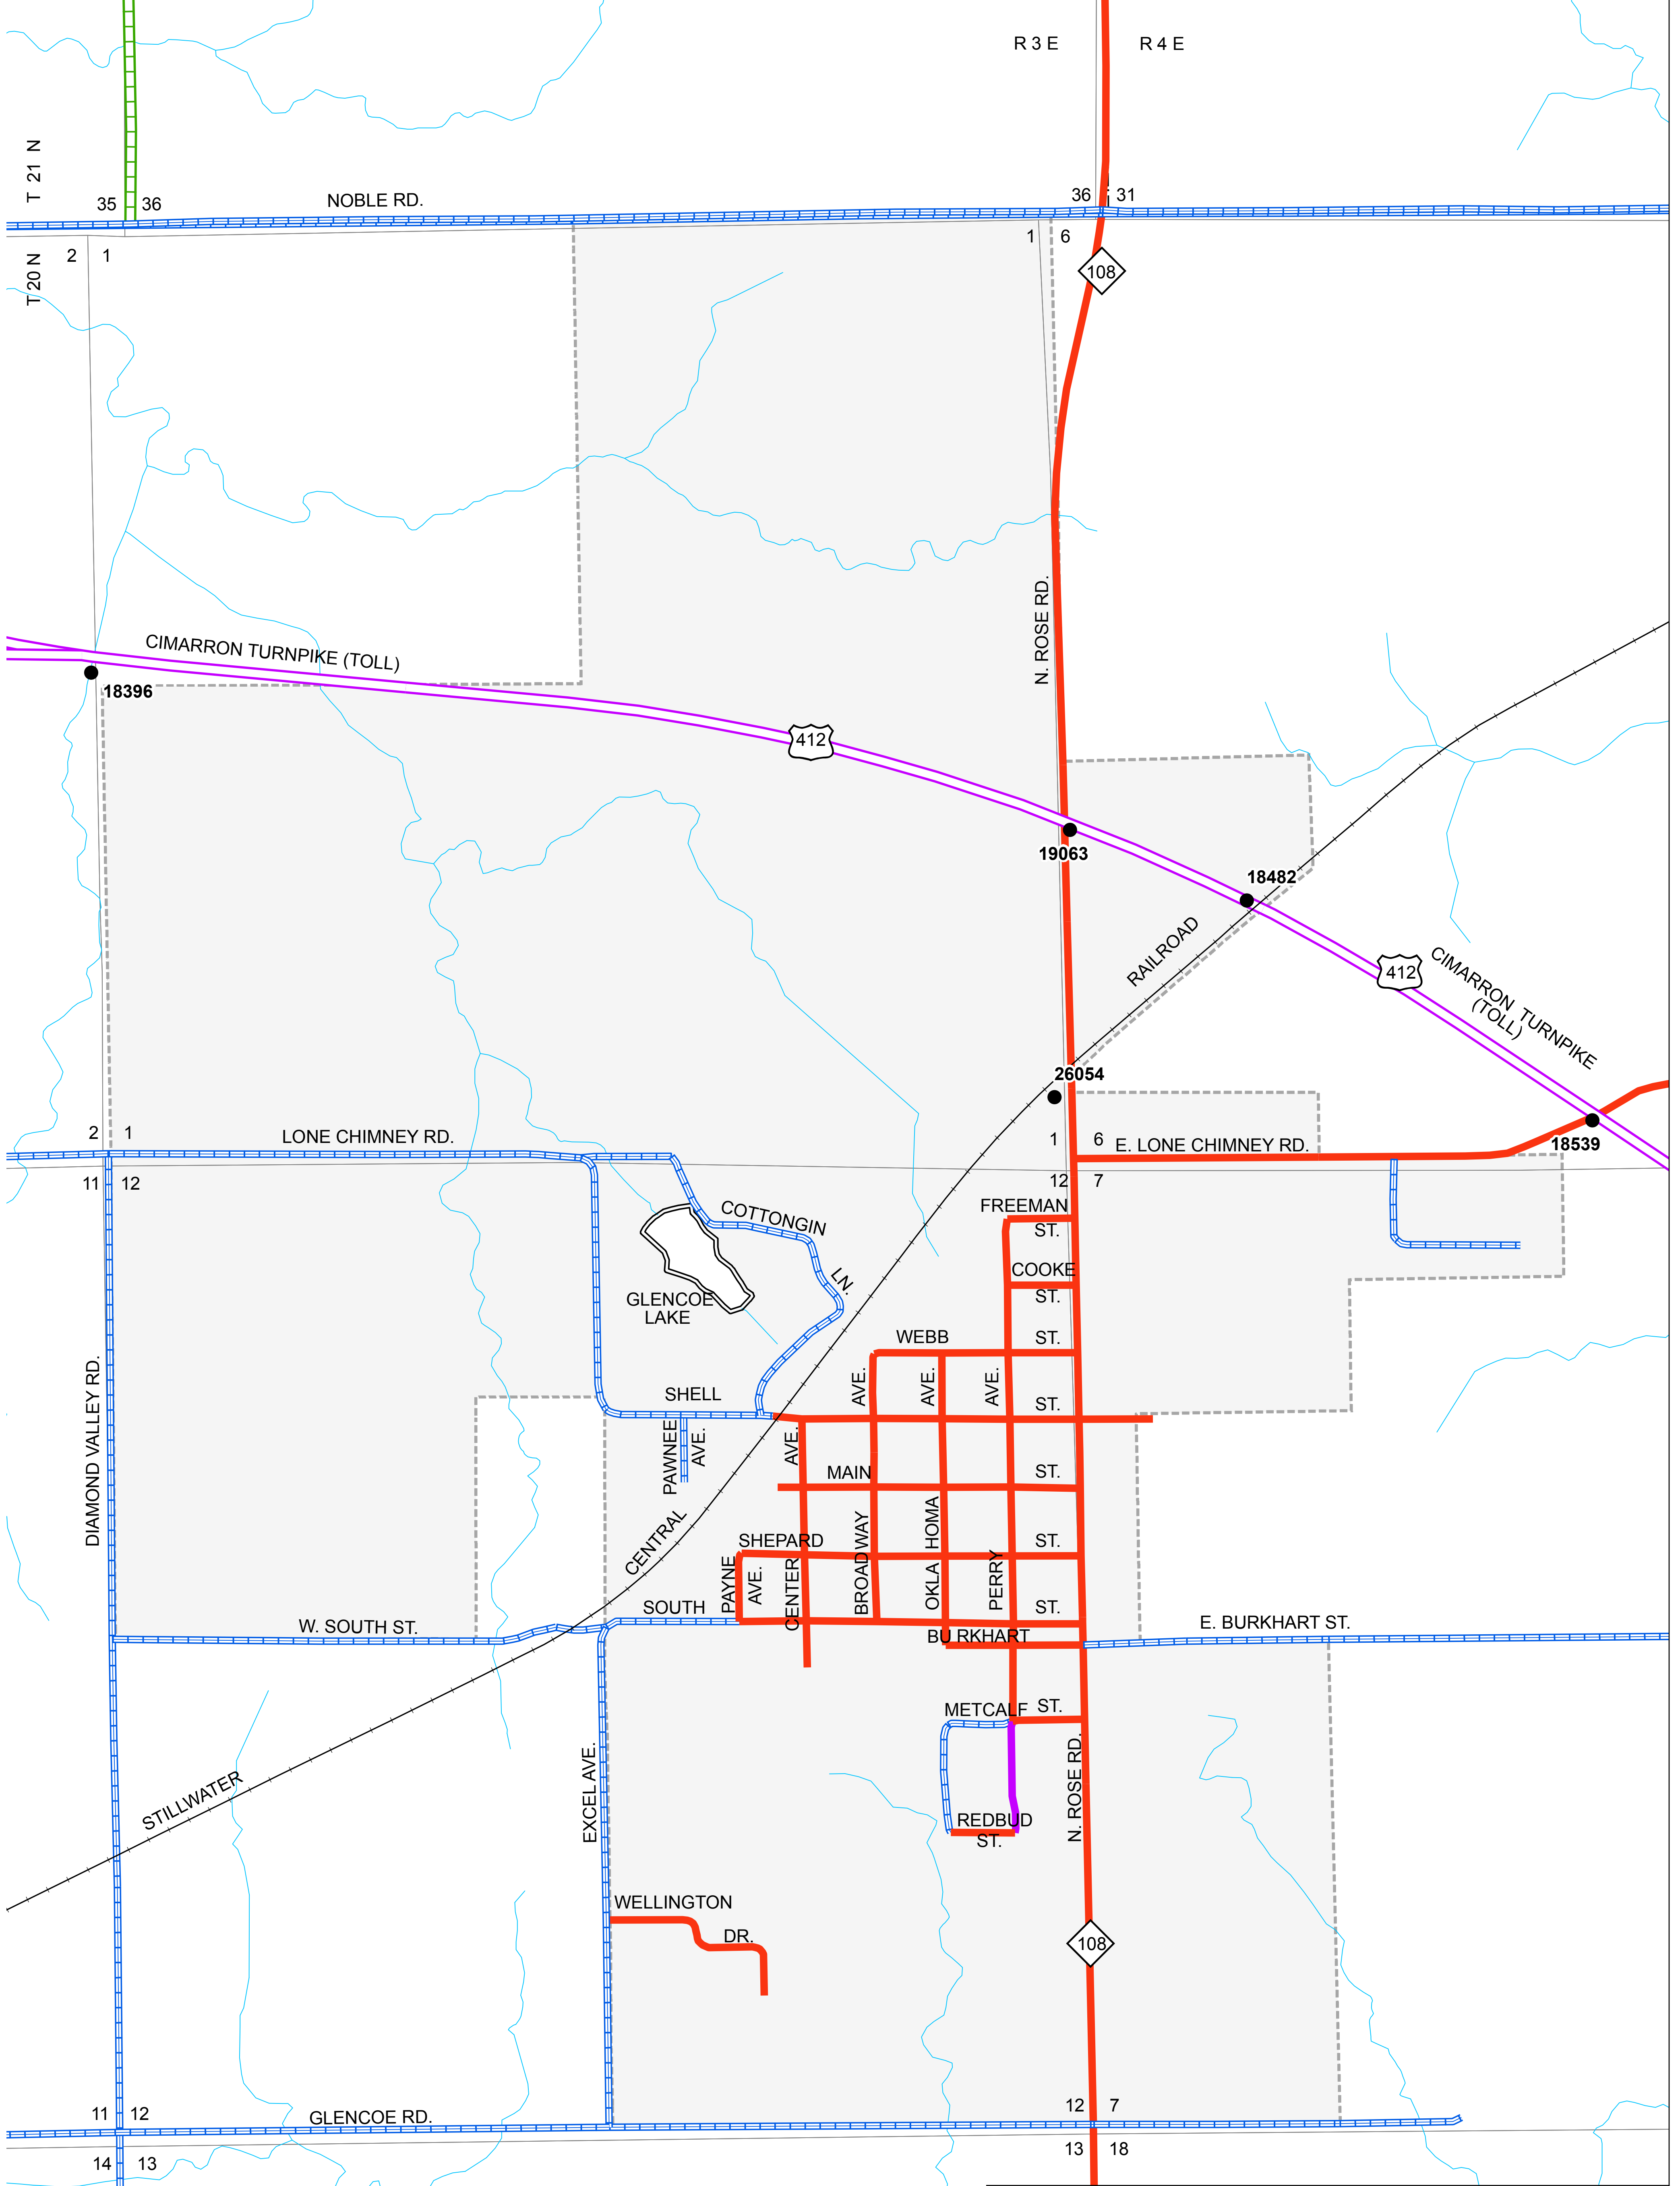 R 3 E
R 4 E
T 21 N
35
36
NOBLE RD.
36
31
T 20 N
2
1
1
6
108
N. ROSE RD.
CIMARRON TURNPIKE (TOLL)
18396
412
19063
18482
RAILROAD
412
CIMARRON TURNPIKE
(TOLL)
26054
2
1
LONE CHIMNEY RD.
1
6
E. LONE CHIMNEY RD.
18539
11
12
12
7
FREEMAN
ST.
COTTONGIN
LN.
COOKE
ST.
GLENCOE
LAKE
WEBB
ST.
DIAMOND VALLEY RD.
SHELL
AVE.
AVE.
AVE.
ST.
PAWNEE
AVE.
AVE.
MAIN
ST.
CENTRAL
SHEPARD
ST.
PAYNE
AVE.
CENTER
BROADWAY
OKLA HOMA
PERRY
W. SOUTH ST.
SOUTH
ST.
BU RKHART
E. BURKHART ST.
METCALF
ST.
STILLWATER
EXCEL AVE.
N. ROSE RD.
REDBUD
ST.
WELLINGTON
DR.
108
11
12
GLENCOE RD.
12
7
14
13
13
18